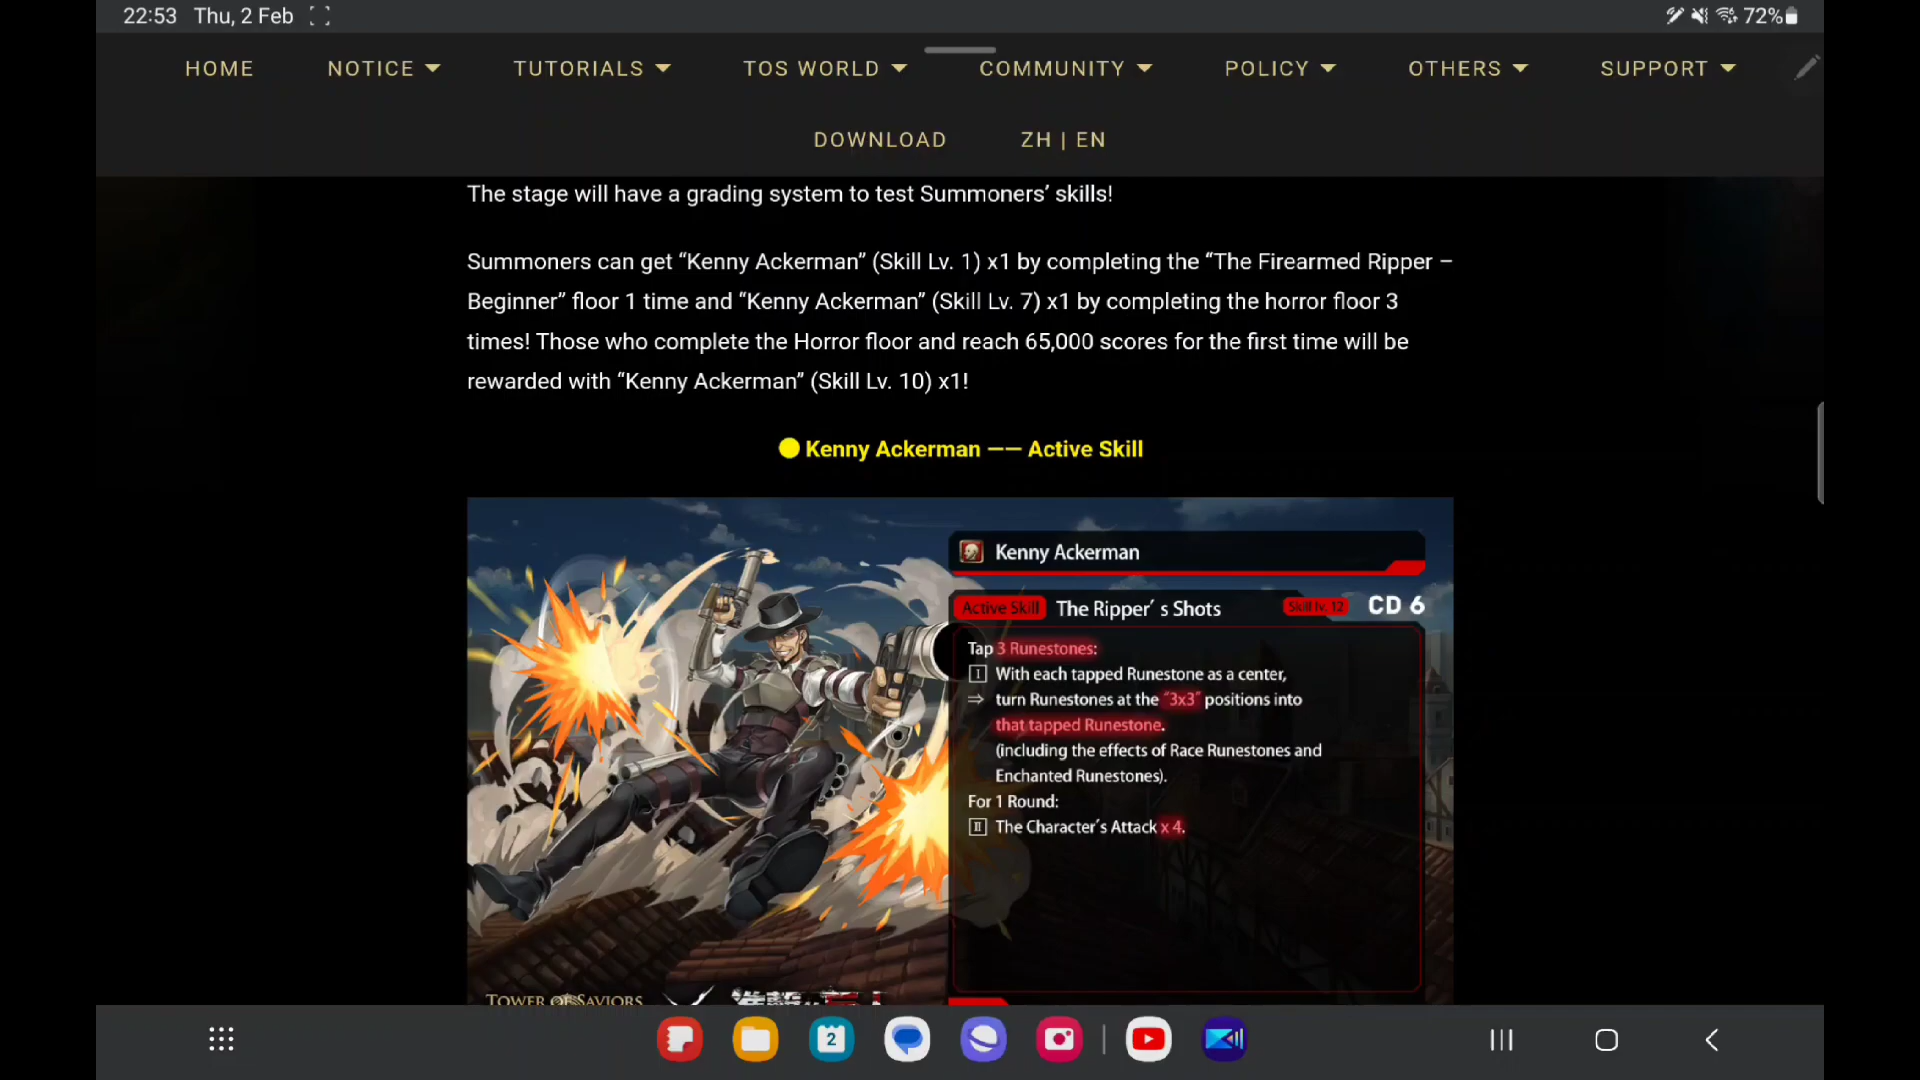 22:53 Thu, 2 Feb 72%
HOME NOTICE TUTORIALS TOS WORLD COMMUNITY POLICY OTHERS SUPPORT
DOWNLOAD ZH | EN
The stage will have a grading system to test Summoners’ skills!
Summoners can get “Kenny Ackerman” (Skill Lv. 1) x1 by completing the “The Firearmed Ripper –
Beginner” floor 1 time and “Kenny Ackerman” (Skill Lv. 7) x1 by completing the horror floor 3
times! Those who complete the Horror floor and reach 65,000 scores for the first time will be
rewarded with “Kenny Ackerman” (Skill Lv. 10) x1!
Kenny Ackerman —— Active Skill
Kenny Ackerman
Active Skill The Ripper´s Shots Skill lv. 12 CD 6
Tap 3 Runestones:
I With each tapped Runestone as a center,
⇒ turn Runestones at the "3x3" positions into
that tapped Runestone.
(including the effects of Race Runestones and
Enchanted Runestones).
For 1 Round:
II The Character´s Attack x 4.
TOWER OF SAVIORS
2